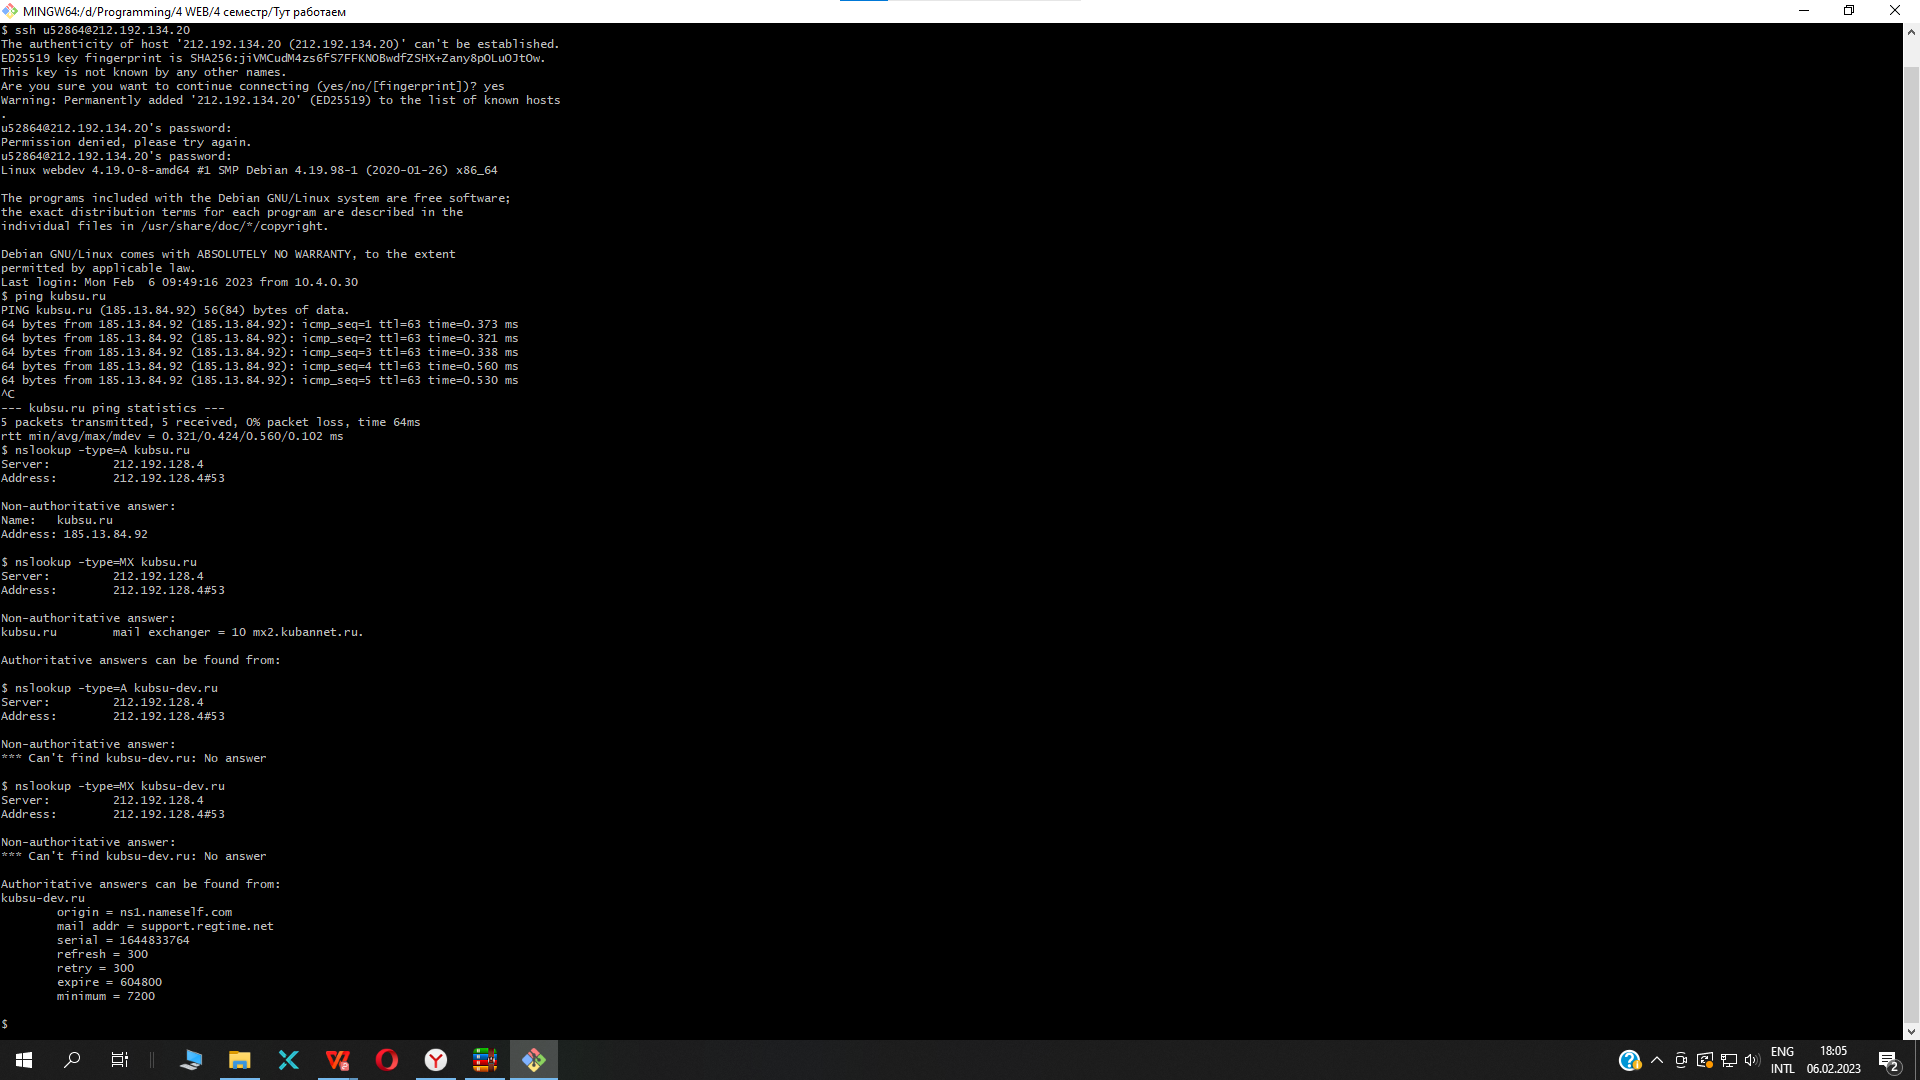 MINGW64:/d/Programming/4 WEB/4 семестр/Тут работаем
$ ssh u52864@212.192.134.20
The authenticity of host '212.192.134.20 (212.192.134.20)' can't be established.
ED25519 key fingerprint is SHA256:jiVMCudM4zs6fS7FFKNOBwdfZSHX+Zany8pOLuOJtOw.
This key is not known by any other names.
Are you sure you want to continue connecting (yes/no/[fingerprint])? yes
Warning: Permanently added '212.192.134.20' (ED25519) to the list of known hosts
.
u52864@212.192.134.20's password:
Permission denied, please try again.
u52864@212.192.134.20's password:
Linux webdev 4.19.0-8-amd64 #1 SMP Debian 4.19.98-1 (2020-01-26) x86_64
The programs included with the Debian GNU/Linux system are free software;
the exact distribution terms for each program are described in the
individual files in /usr/share/doc/*/copyright.
Debian GNU/Linux comes with ABSOLUTELY NO WARRANTY, to the extent
permitted by applicable law.
Last login: Mon Feb  6 09:49:16 2023 from 10.4.0.30
$ ping kubsu.ru
PING kubsu.ru (185.13.84.92) 56(84) bytes of data.
64 bytes from 185.13.84.92 (185.13.84.92): icmp_seq=1 ttl=63 time=0.373 ms
64 bytes from 185.13.84.92 (185.13.84.92): icmp_seq=2 ttl=63 time=0.321 ms
64 bytes from 185.13.84.92 (185.13.84.92): icmp_seq=3 ttl=63 time=0.338 ms
64 bytes from 185.13.84.92 (185.13.84.92): icmp_seq=4 ttl=63 time=0.560 ms
64 bytes from 185.13.84.92 (185.13.84.92): icmp_seq=5 ttl=63 time=0.530 ms
^C
--- kubsu.ru ping statistics ---
5 packets transmitted, 5 received, 0% packet loss, time 64ms
rtt min/avg/max/mdev = 0.321/0.424/0.560/0.102 ms
$ nslookup -type=A kubsu.ru
Server:         212.192.128.4
Address:        212.192.128.4#53
Non-authoritative answer:
Name:   kubsu.ru
Address: 185.13.84.92
$ nslookup -type=MX kubsu.ru
Server:         212.192.128.4
Address:        212.192.128.4#53
Non-authoritative answer:
kubsu.ru        mail exchanger = 10 mx2.kubannet.ru.
Authoritative answers can be found from:
$ nslookup -type=A kubsu-dev.ru
Server:         212.192.128.4
Address:        212.192.128.4#53
Non-authoritative answer:
*** Can't find kubsu-dev.ru: No answer
$ nslookup -type=MX kubsu-dev.ru
Server:         212.192.128.4
Address:        212.192.128.4#53
Non-authoritative answer:
*** Can't find kubsu-dev.ru: No answer
Authoritative answers can be found from:
kubsu-dev.ru
origin = ns1.nameself.com
mail addr = support.regtime.net
serial = 1644833764
refresh = 300
retry = 300
expire = 604800
minimum = 7200
$
ENG
INTL
18:05
06.02.2023
2